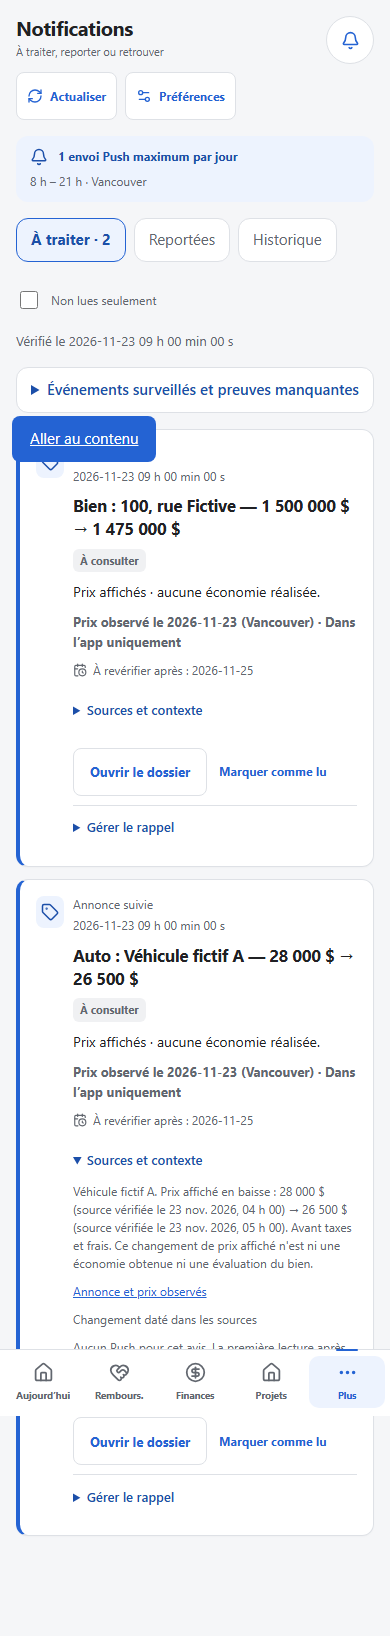 Notifications
À traiter, reporter ou retrouver
Actualiser
Préférences
1 envoi Push maximum par jour
8 h – 21 h · Vancouver
À traiter · 2
Reportées
Historique
Non lues seulement
Vérifié le 2026-11-23 09 h 00 min 00 s
Événements surveillés et preuves manquantes
Aller au contenu
2026-11-23 09 h 00 min 00 s
Bien : 100, rue Fictive — 1 500 000 $
→ 1 475 000 $
À consulter
Prix affichés · aucune économie réalisée.
Prix observé le 2026-11-23 (Vancouver) · Dans
l’app uniquement
À revérifier après : 2026-11-25
Sources et contexte
Ouvrir le dossier
Marquer comme lu
Gérer le rappel
Annonce suivie
2026-11-23 09 h 00 min 00 s
Auto : Véhicule fictif A — 28 000 $ →
26 500 $
À consulter
Prix affichés · aucune économie réalisée.
Prix observé le 2026-11-23 (Vancouver) · Dans
l’app uniquement
À revérifier après : 2026-11-25
Sources et contexte
Véhicule fictif A. Prix affiché en baisse : 28 000 $
(source vérifiée le 23 nov. 2026, 04 h 00) → 26 500 $
(source vérifiée le 23 nov. 2026, 05 h 00). Avant taxes
et frais. Ce changement de prix affiché n'est ni une
économie obtenue ni une évaluation du bien.
Annonce et prix observés
Changement daté dans les sources
Aucun Push pour cet avis. La première lecture après
Aujourd’hui
Rembours.
Finances
Projets
Plus
Ouvrir le dossier
Marquer comme lu
Gérer le rappel